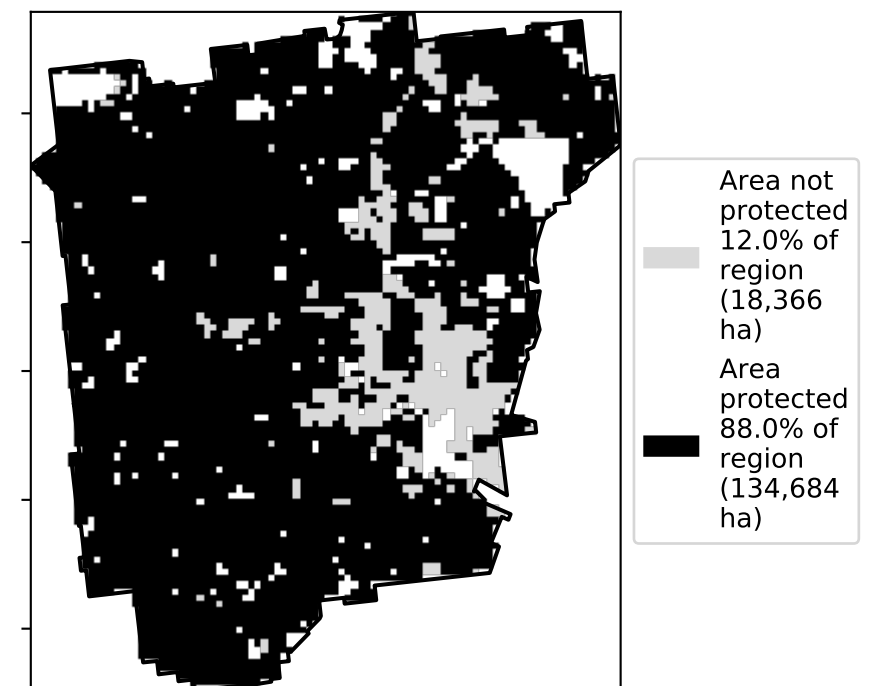 Area not
protected
12.0% of
region
(18,366
ha)
Area
protected
88.0% of
region
(134,684
ha)